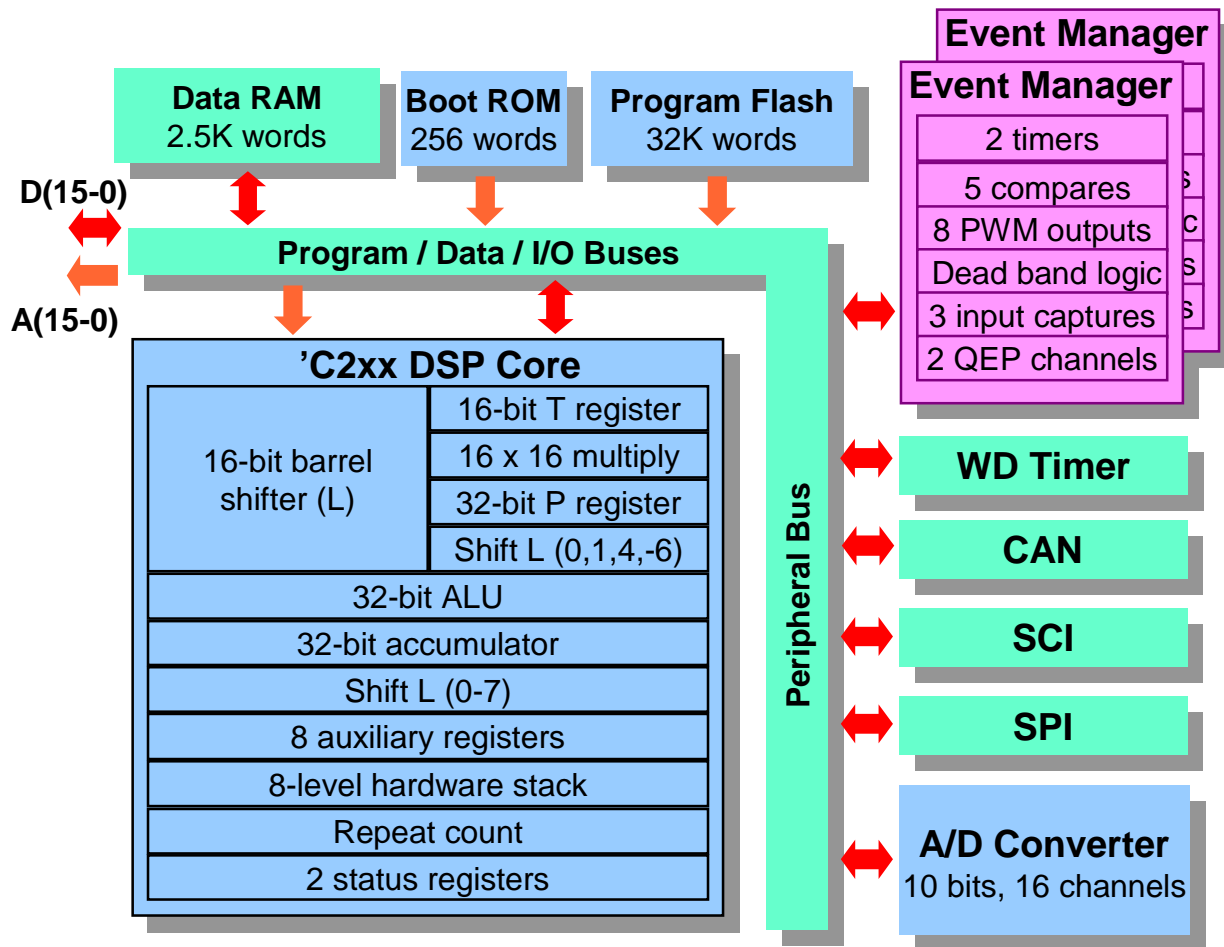 Event Manager
Event Manager
2 timers
5 compares
8 PWM outputs
Dead band logic
3 input captures
2 QEP channels
s
c
s
s
Data RAM
2.5K words
Boot ROM
256 words
Program Flash
32K words
D(15-0)
A(15-0)
Program / Data / I/O Buses
’C2xx DSP Core
16-bit barrel
shifter (L)
16-bit T register
16 x 16 multiply
32-bit P register
Shift L (0,1,4,-6)
32-bit ALU
32-bit accumulator
Shift L (0-7)
8 auxiliary registers
8-level hardware stack
Repeat count
2 status registers
Peripheral Bus
WD Timer
CAN
SCI
SPI
A/D Converter
10 bits, 16 channels